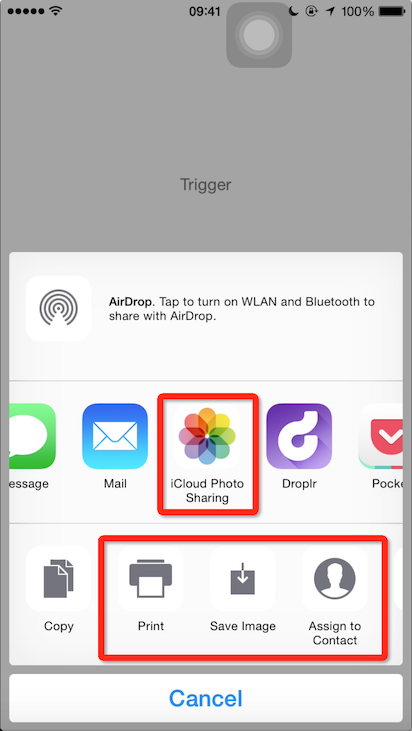 09:41 100%
Trigger
AirDrop. Tap to turn on WLAN and Bluetooth to
share with AirDrop.
essage
Mail
iCloud Photo
Sharing
Droplr
Pocke
Copy
Print
Save Image
Assign to
Contact
Cancel